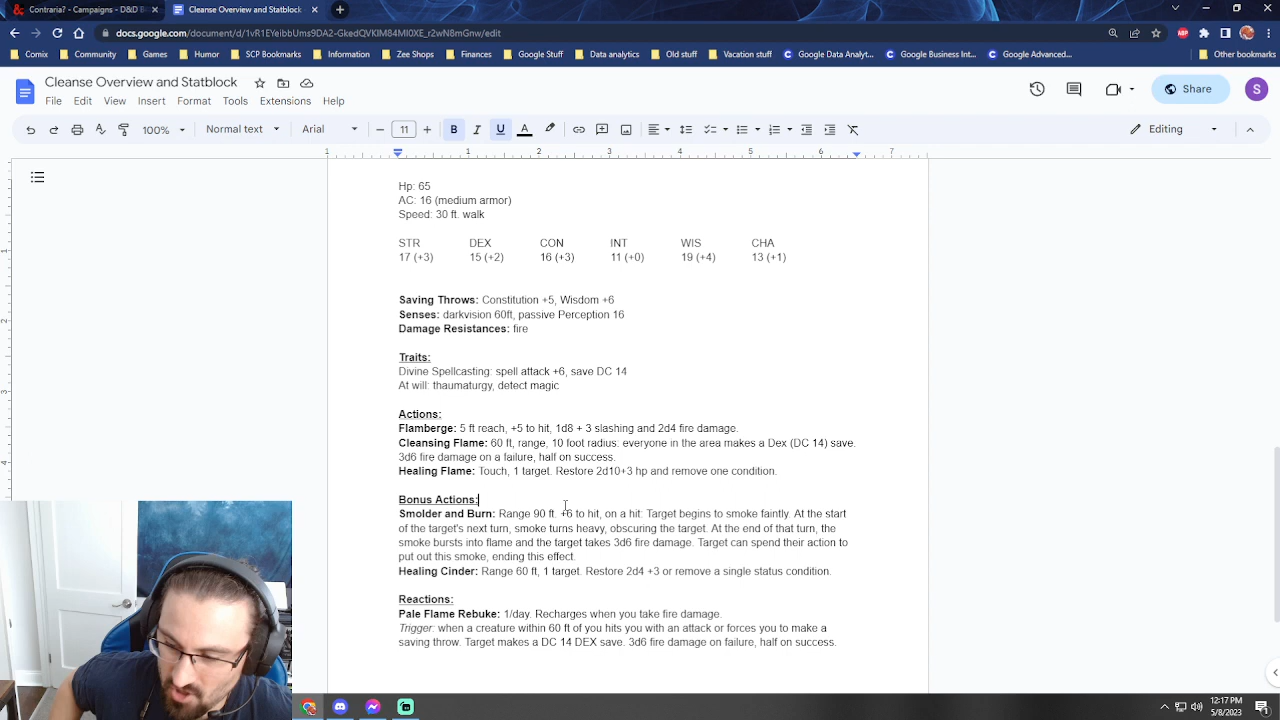 Contraria? - Campaigns - D&D B
Cleanse Overview and Statblock
docs.google.com/document/d/1vR1EYeibbUms9DA2-GkedQVKIM84MI0XE_r2wN8mGnw/edit
Comix
Humor
SCP Bookmarks
Interviews
Zee Shops
Family
Google Stuff
Data analytics
Old stuff
Vacation stuff
Google Data Analyt...
Google Business Int...
Google Advanced...
Other bookmarks
Cleanse Overview and Statblock
File Edit View Insert Format Tools Extensions Help
Share
S
100%
Normal text
Arial
11
B I U A
Editing
1 1 2 3 4 5 6 7
Hp: 65
AC: 16 (medium armor)
Speed: 30 ft. walk
STR DEX CON INT WIS CHA
17 (+3) 15 (+2) 16 (+3) 11 (+0) 19 (+4) 13 (+1)
Saving Throws: Constitution +5, Wisdom +6
Senses: darkvision 60ft, passive Perception 16
Damage Resistances: fire
Traits:
Divine Spellcasting: spell attack +6, save DC 14
At will: thaumaturgy, detect magic
Actions:
Flamberge: 5 ft reach, +5 to hit, 1d8 + 3 slashing and 2d4 fire damage.
Cleansing Flame: 60 ft, range, 10 foot radius: everyone in the area makes a Dex (DC 14) save.
3d6 fire damage on a failure, half on success.
Healing Flame: Touch, 1 target. Restore 2d10+3 hp and remove one condition.
Bonus Actions:
Smolder and Burn: Range 90 ft. +6 to hit, on a hit: Target begins to smoke faintly. At the start
of the target's next turn, smoke turns heavy, obscuring the target. At the end of that turn, the
smoke bursts into flame and the target takes 3d6 fire damage. Target can spend their action to
put out this smoke, ending this effect.
Healing Cinder: Range 60 ft, 1 target. Restore 2d4 +3 or remove a single status condition.
Reactions:
Pale Flame Rebuke: 1/day. Recharges when you take fire damage.
Trigger: when a creature within 60 ft of you hits you with an attack or forces you to make a
saving throw. Target makes a DC 14 DEX save. 3d6 fire damage on failure, half on success.
12:17 PM
5/8/2023